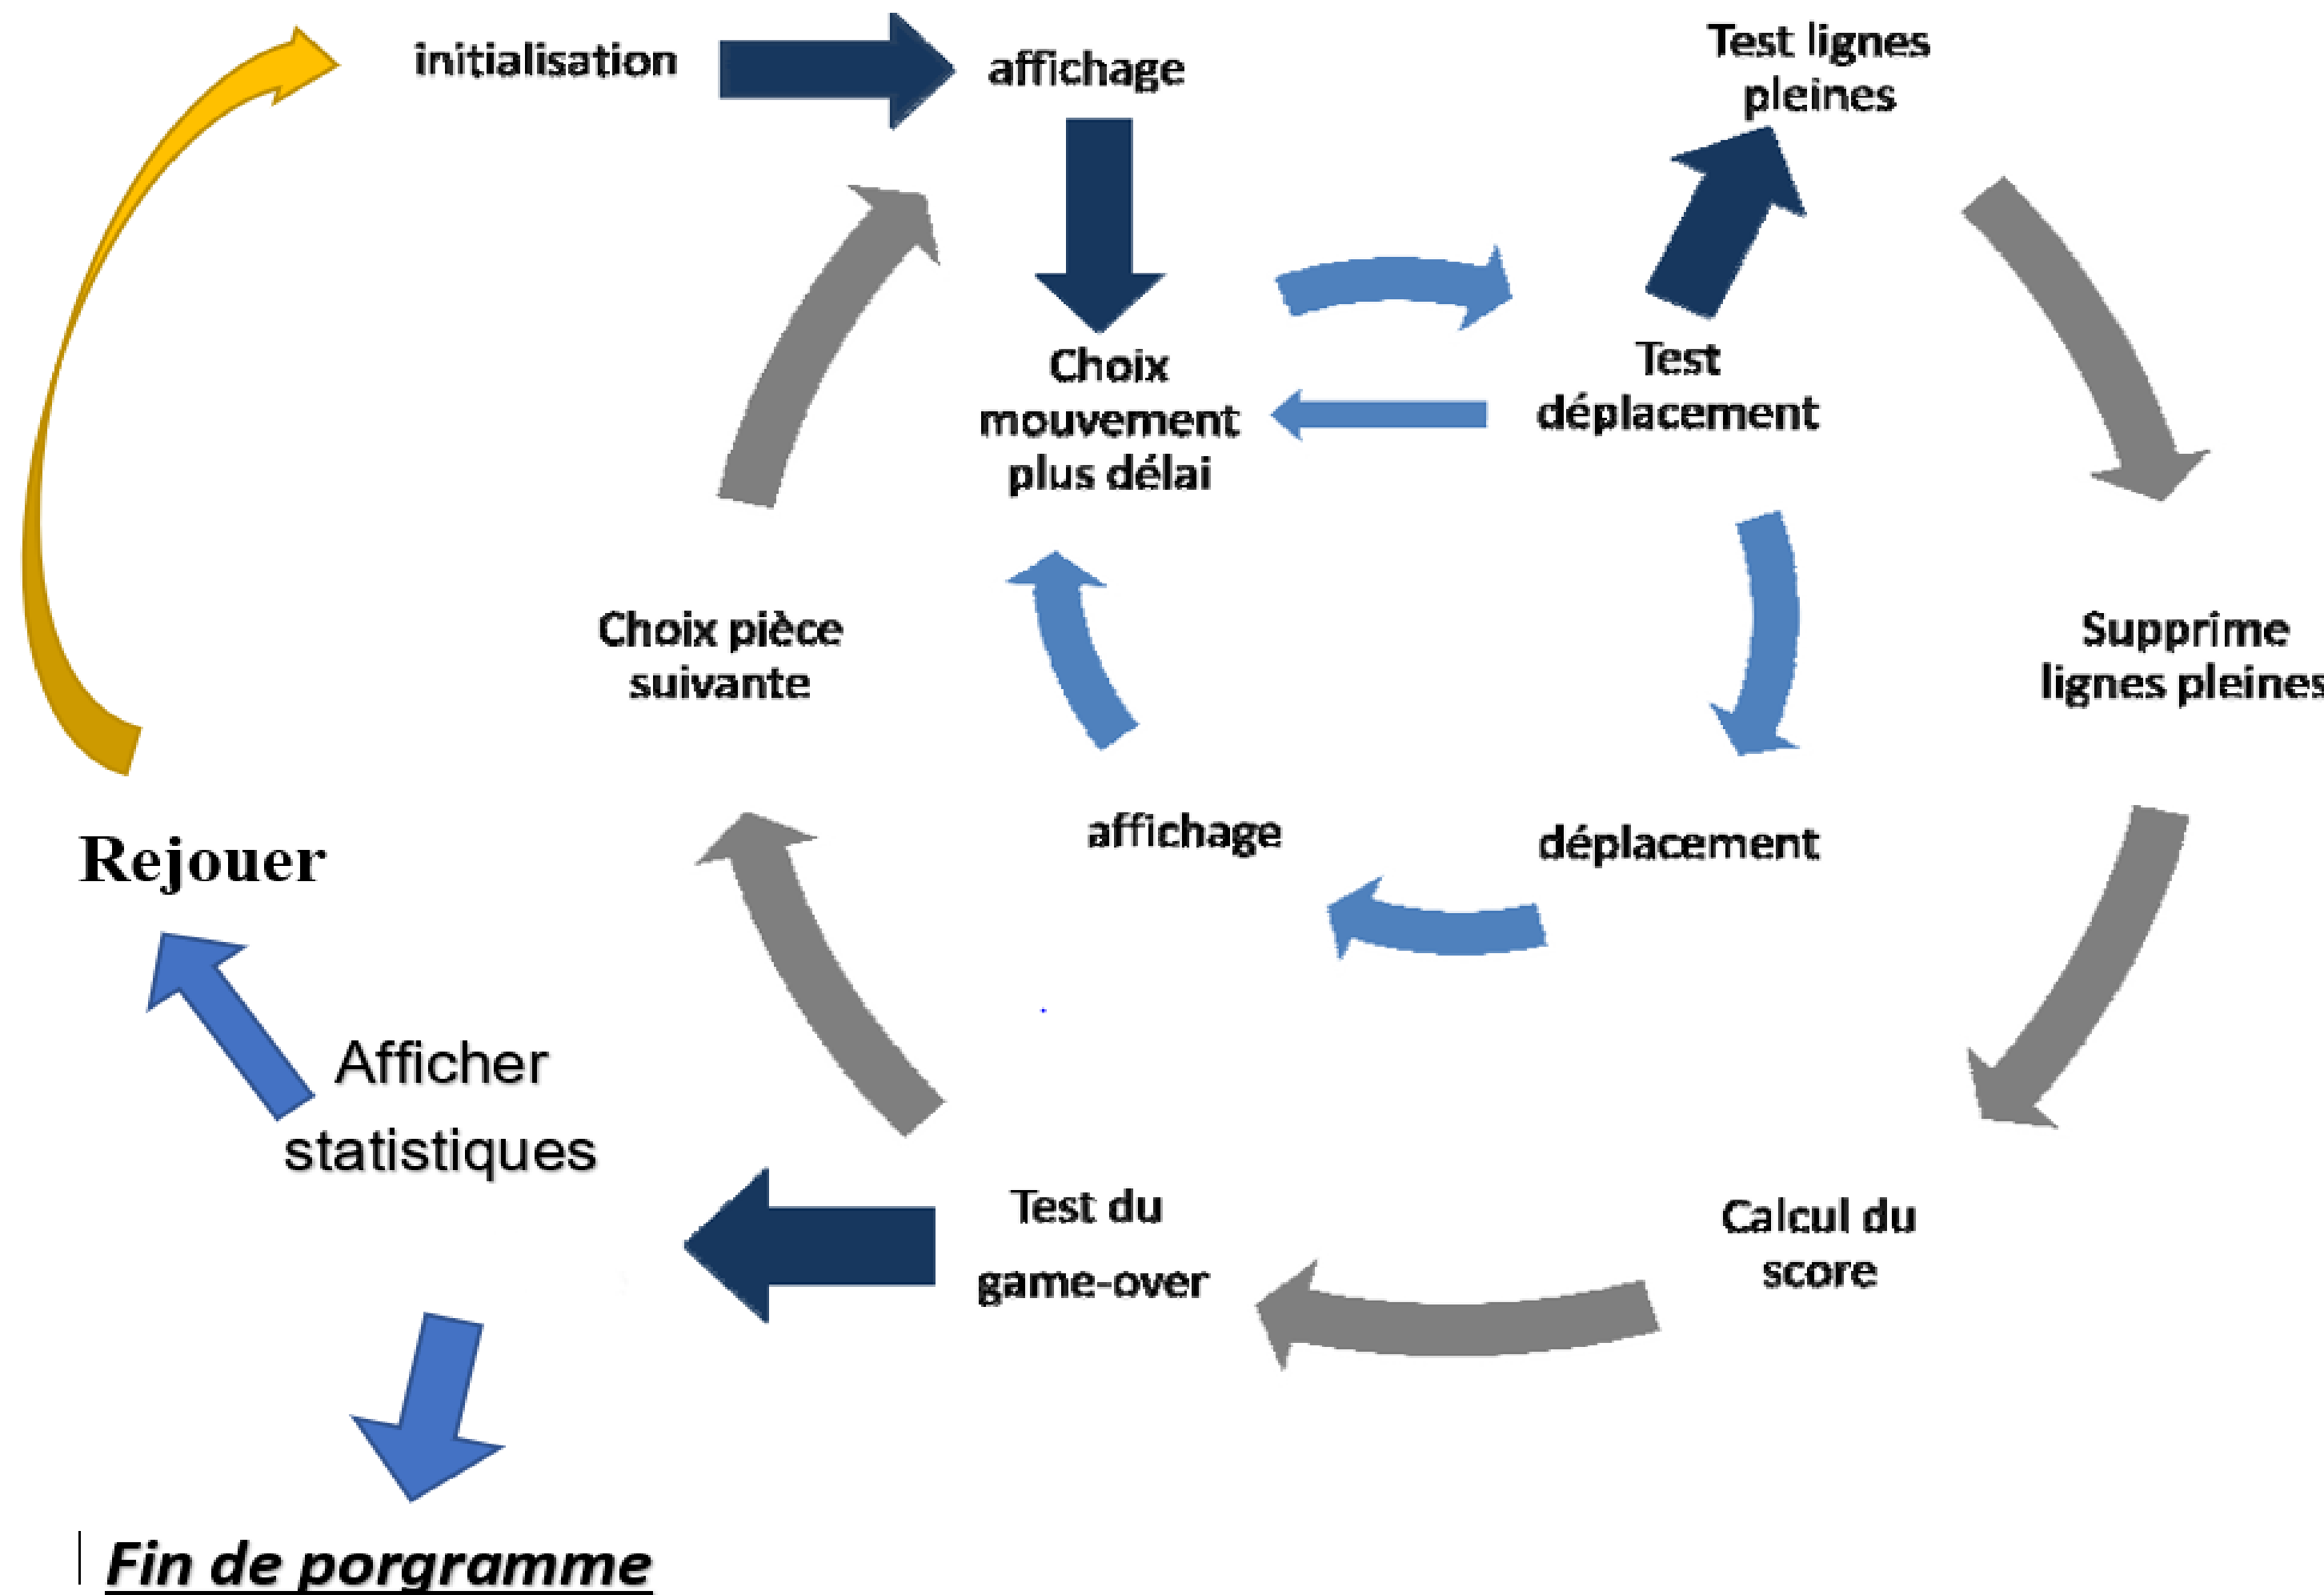 initialisation
affichage
Test lignes
pleines
Choix
mouvement
plus délai
Test
déplacement
Choix pièce
suivante
Supprime
lignes pleines
affichage
déplacement
Rejouer
Afficher
statistiques
Test du
game-over
Calcul du
score
Fin de porgramme